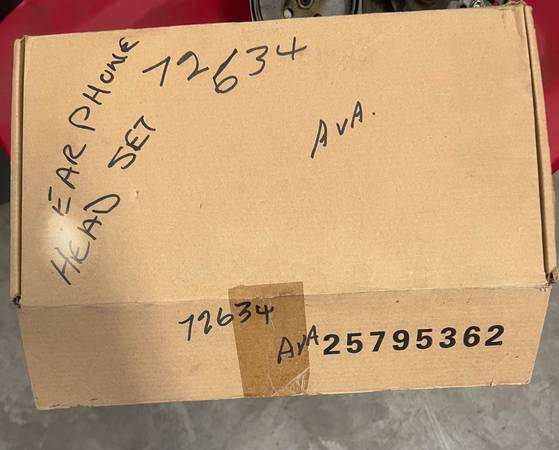 EAR PHONE
HEAD SET
72634
AVA.
72634
AVA 25795362